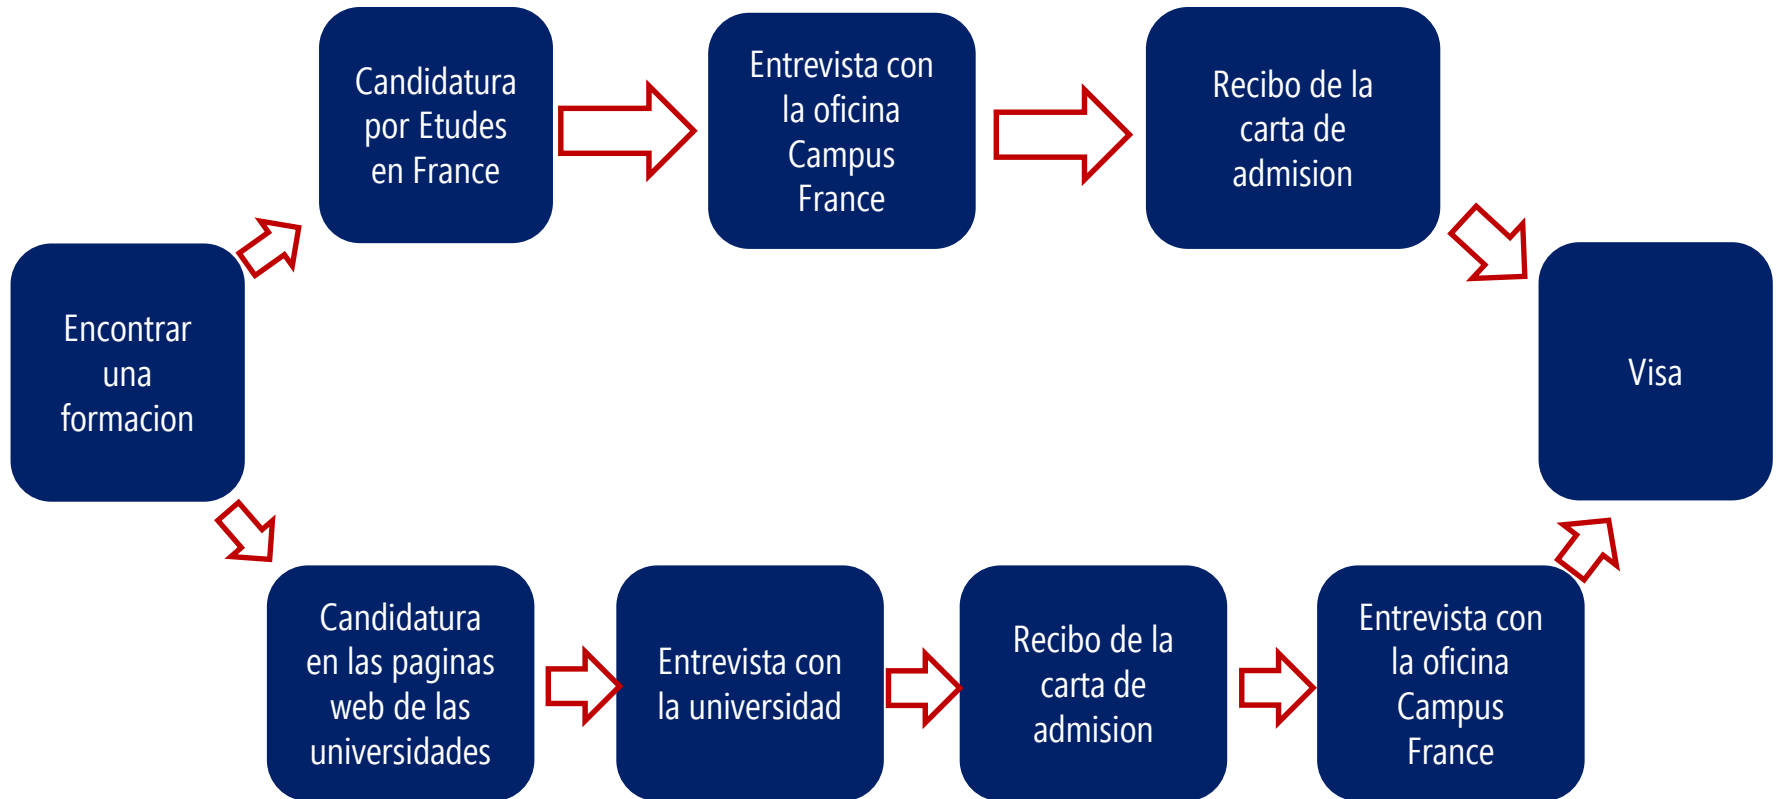 Encontrar
una
formacion
Candidatura
por Etudes
en France
Entrevista con
la oficina
Campus
France
Recibo de la
carta de
admision
Candidatura
en las paginas
web de las
universidades
Entrevista con
la universidad
Recibo de la
carta de
admision
Entrevista con
la oficina
Campus
France
Visa